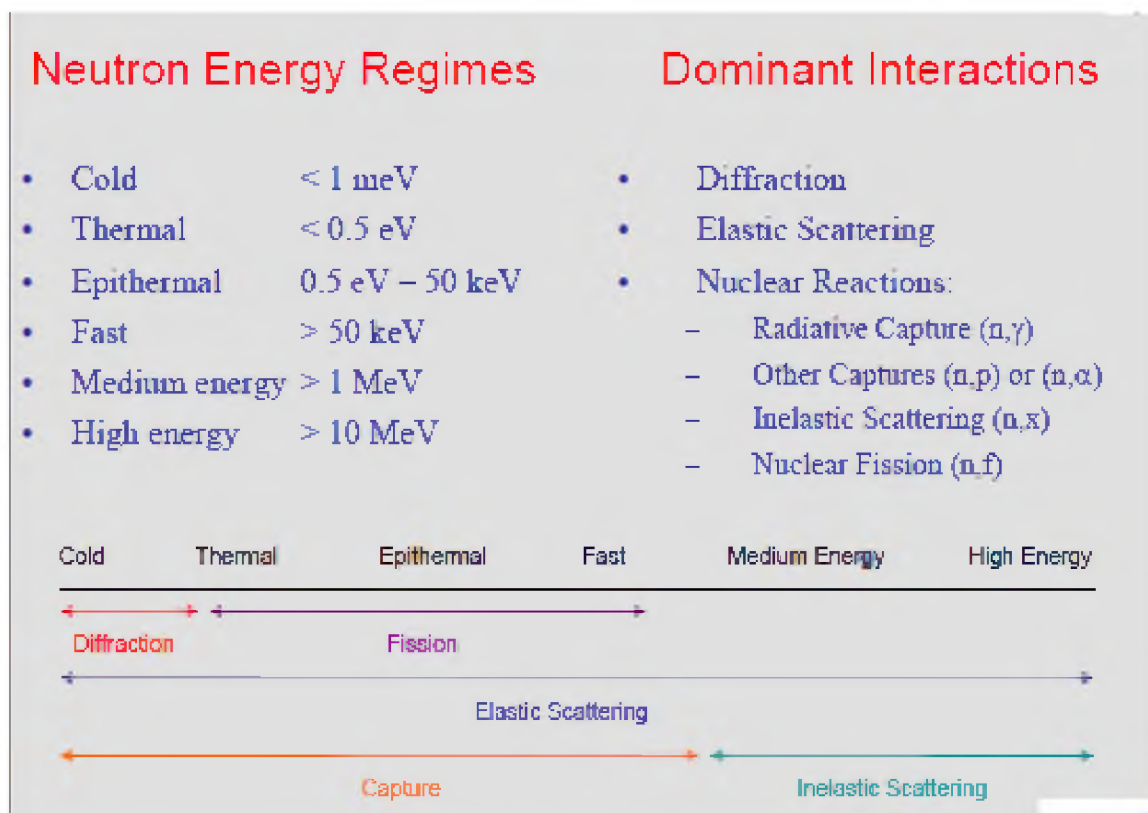 Neutron Energy Regimes
• Cold < 1 meV
• Thermal < 0.5 eV
• Epithermal 0.5 eV – 50 keV
• Fast > 50 keV
• Medium energy > 1 MeV
• High energy > 10 MeV
Dominant Interactions
• Diffraction
• Elastic Scattering
• Nuclear Reactions:
– Radiative Capture (n,γ)
– Other Captures (n,p) or (n,α)
– Inelastic Scattering (n,x)
– Nuclear Fission (n,f)
Cold Thermal Epithermal Fast Medium Energy High Energy
Diffraction Fission
Elastic Scattering
Capture Inelastic Scattering